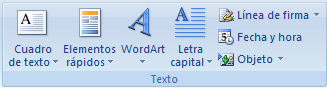 Cuadro
de texto
Elementos
rápidos
WordArt
Letra
capital
Línea de firma
Fecha y hora
Objeto
Texto